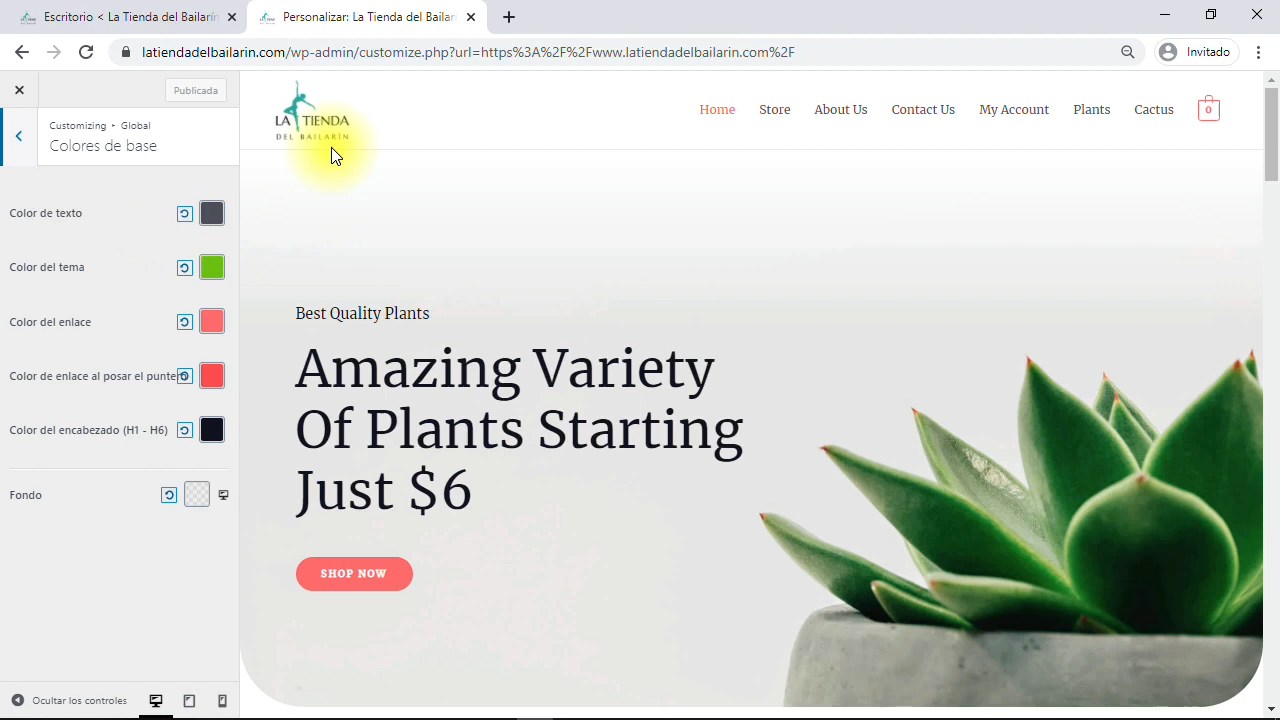 Escritorio < La Tienda del Bailarín
Personalizar: La Tienda del Bailar
latiendadelbailarin.com/wp-admin/customize.php?url=https%3A%2F%2Fwww.latiendadelbailarin.com%2F
Invitado
Publicada
Customizing ▸ Global
Colores de base
Color de texto
Color del tema
Color del enlace
Color de enlace al posar el puntero
Color del encabezado (H1 - H6)
Fondo
Ocultar los controles
LA TIENDA
DEL BAILARÍN
Home Store About Us Contact Us My Account Plants Cactus 0
Best Quality Plants
Amazing Variety
Of Plants Starting
Just $6
SHOP NOW